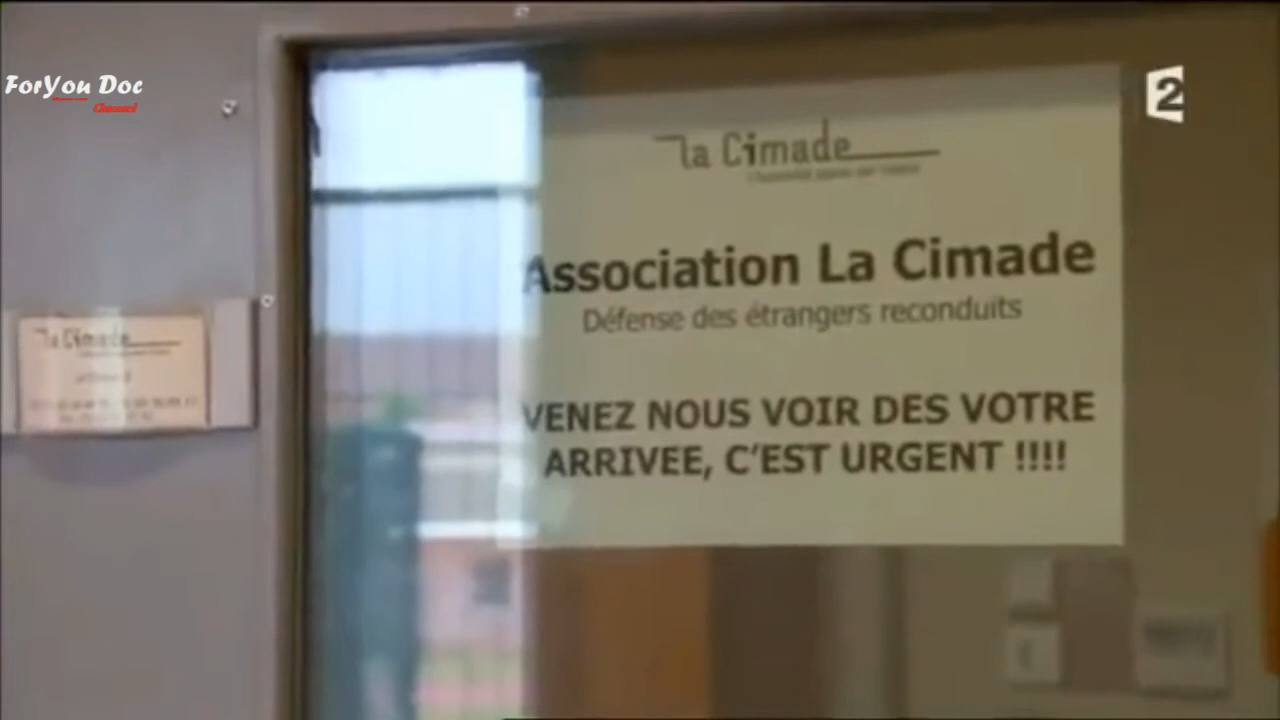 ForYou Doc
Channel
2
la Cimade
Association La Cimade
Défense des étrangers reconduits
VENEZ NOUS VOIR DES VOTRE
ARRIVEE, C'EST URGENT !!!!
la Cimade